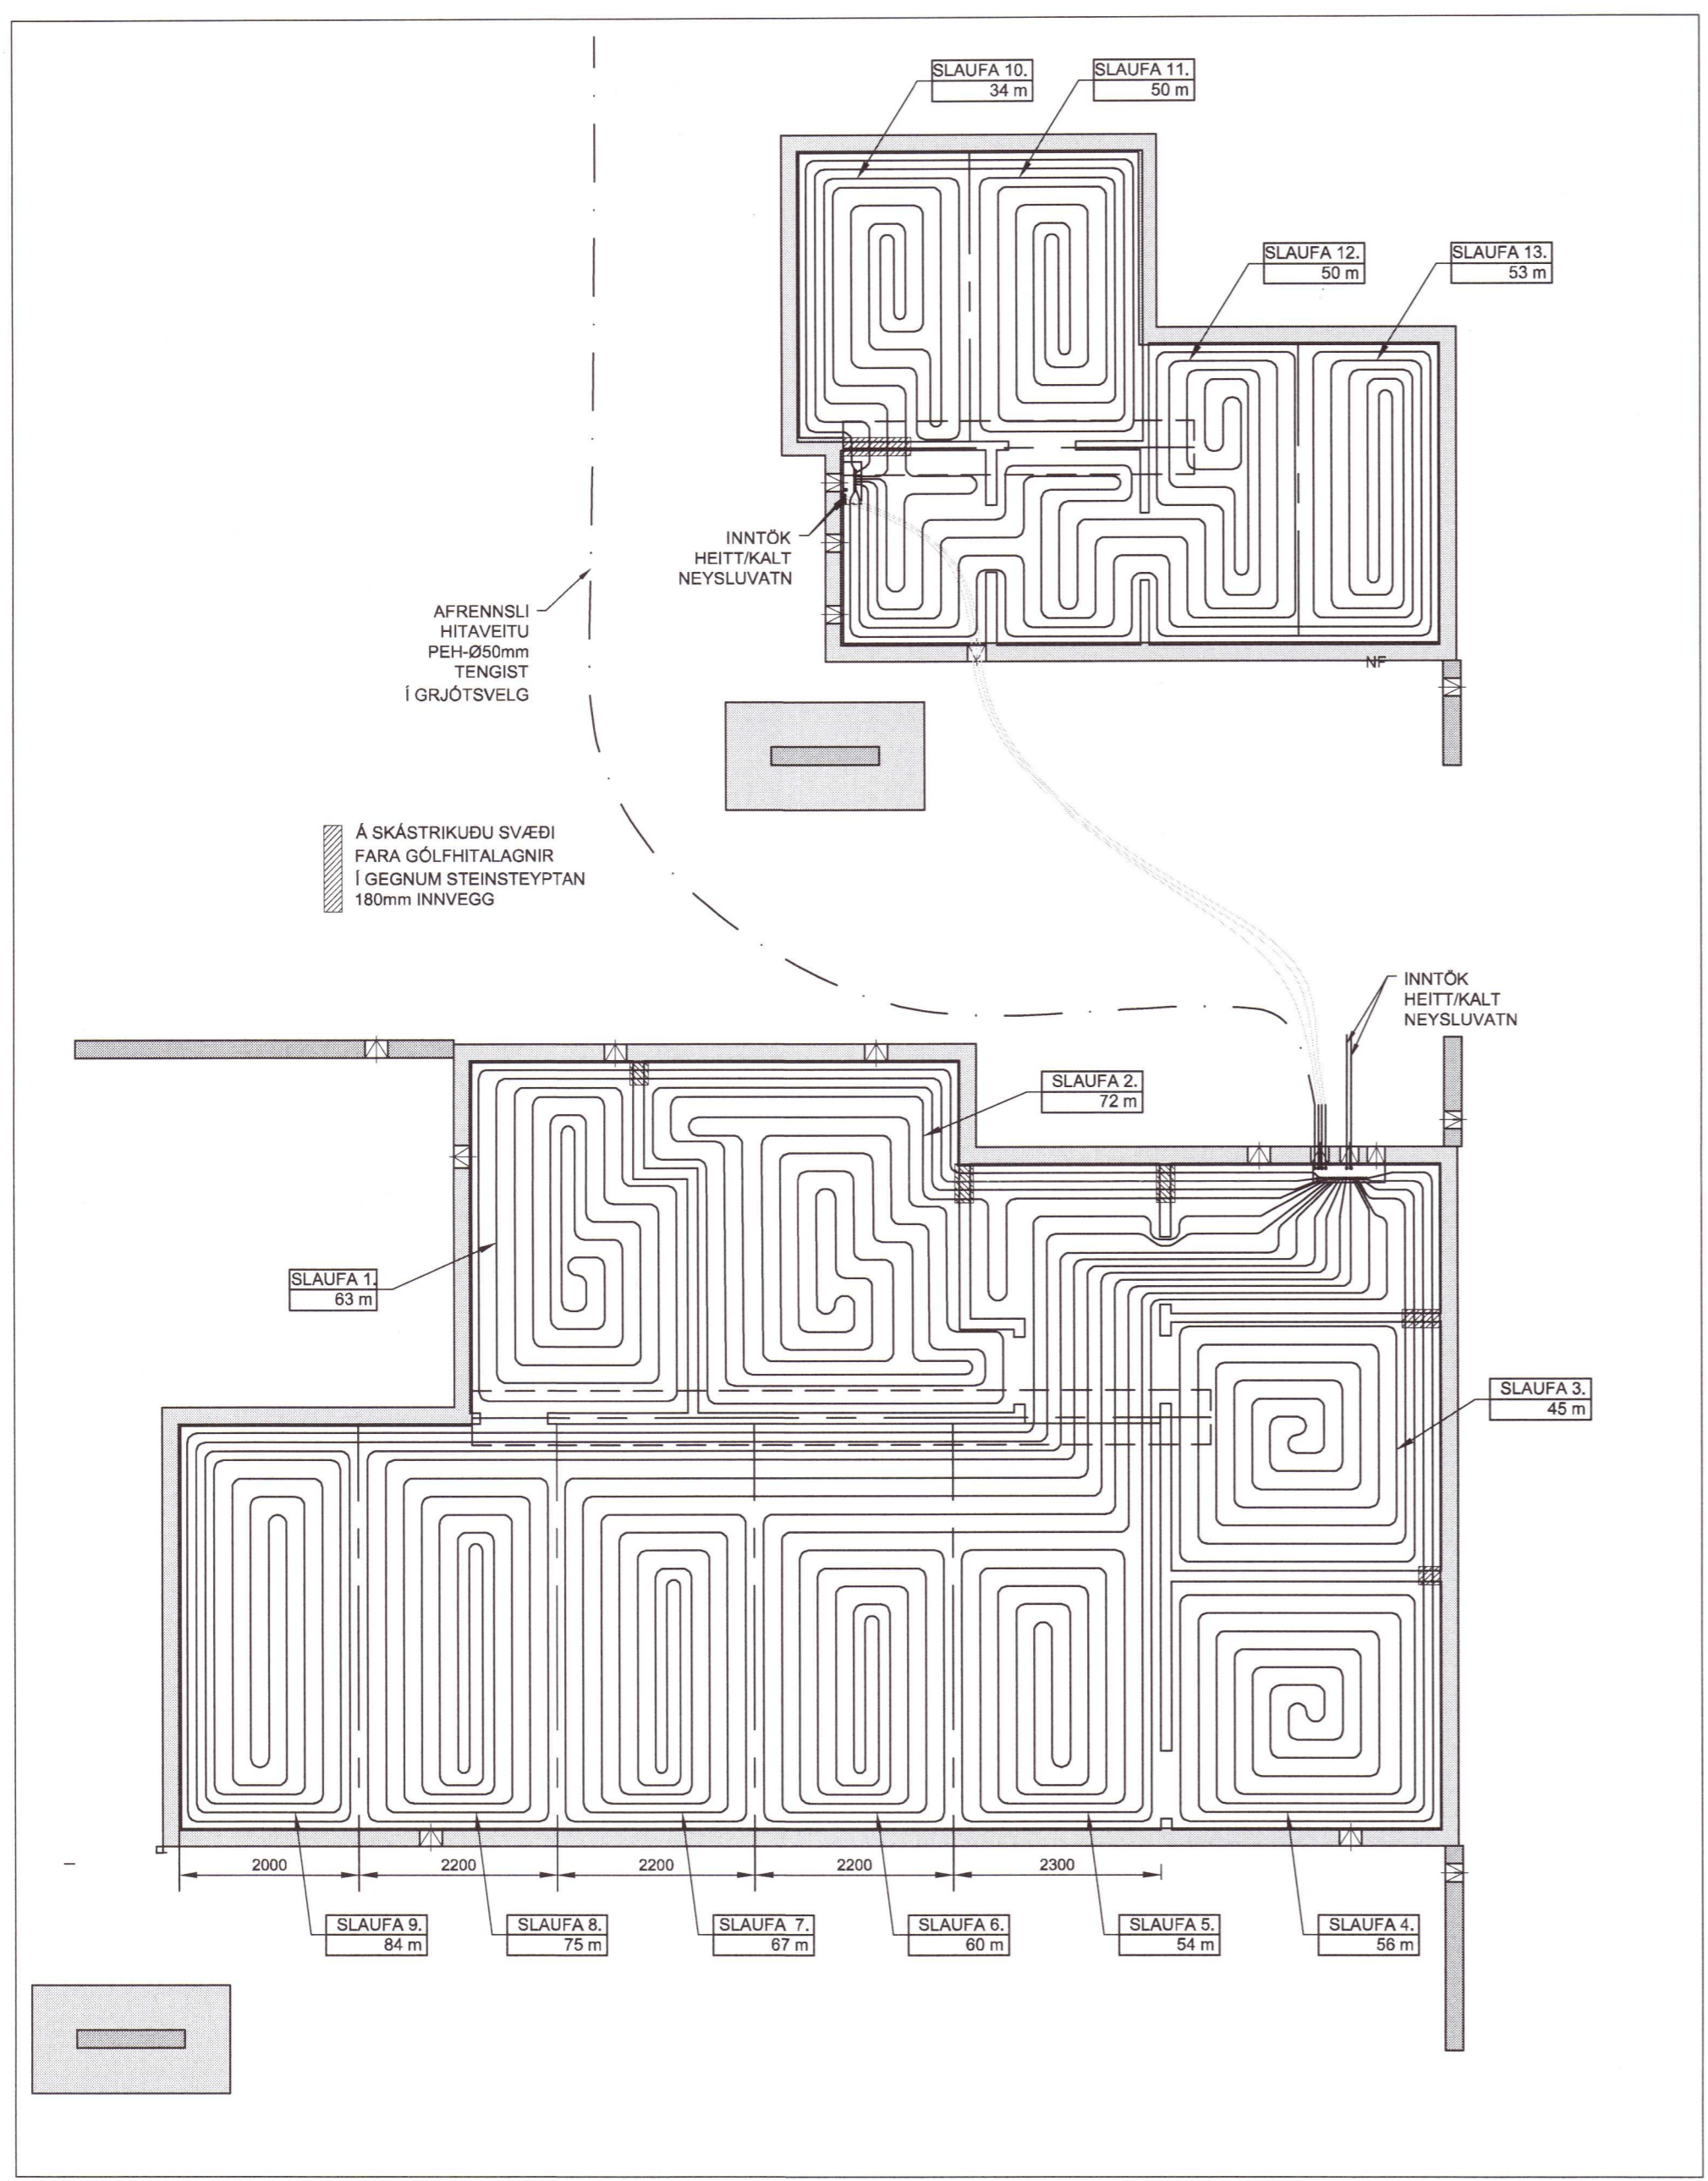 SLAUFA 10.
34 m
SLAUFA 11.
50 m
SLAUFA 12.
50 m
SLAUFA 13.
53 m
INNTÖK
HEITT/KALT
NEYSLUVATN
AFRENNSLI
HITAVEITU
PEH-Ø50mm
TENGIST
Í GRJÓTSVELG
NF
Á SKÁSTRIKUÐU SVÆÐI
FARA GÓLFHITALAGNIR
Í GEGNUM STEINSTEYPTAN
180mm INNVEGG
INNTÖK
HEITT/KALT
NEYSLUVATN
SLAUFA 2.
72 m
SLAUFA 1.
63 m
SLAUFA 3.
45 m
2000
2200
2200
2200
2300
SLAUFA 9.
84 m
SLAUFA 8.
75 m
SLAUFA 7.
67 m
SLAUFA 6.
60 m
SLAUFA 5.
54 m
SLAUFA 4.
56 m